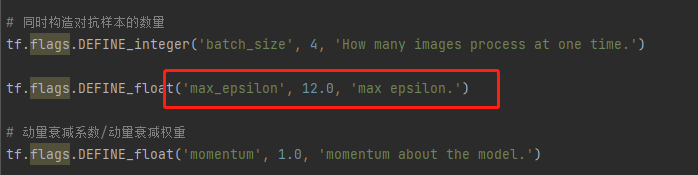 # 同时构造对抗样本的数量
tf.flags.DEFINE_integer('batch_size', 4, 'How many images process at one time.')
tf.flags.DEFINE_float('max_epsilon', 12.0, 'max epsilon.')
# 动量衰减系数/动量衰减权重
tf.flags.DEFINE_float('momentum', 1.0, 'momentum about the model.')